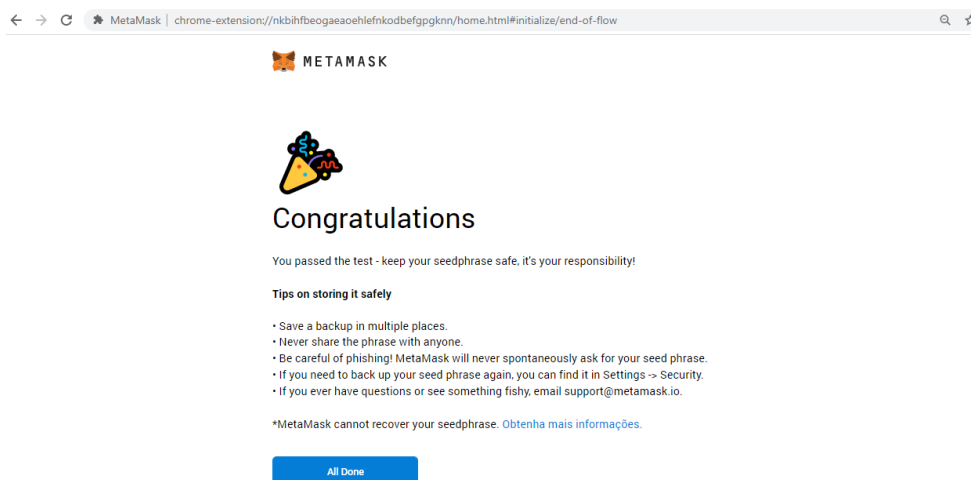 MetaMask | chrome-extension://nkbihfbeogaeaoehlefnkodbefgpgknn/home.html#initialize/end-of-flow
METAMASK
Congratulations
You passed the test - keep your seedphrase safe, it's your responsibility!
Tips on storing it safely
• Save a backup in multiple places.
• Never share the phrase with anyone.
• Be careful of phishing! MetaMask will never spontaneously ask for your seed phrase.
• If you need to back up your seed phrase again, you can find it in Settings -> Security.
• If you ever have questions or see something fishy, email support@metamask.io.
*MetaMask cannot recover your seedphrase. Obtenha mais informações.
All Done